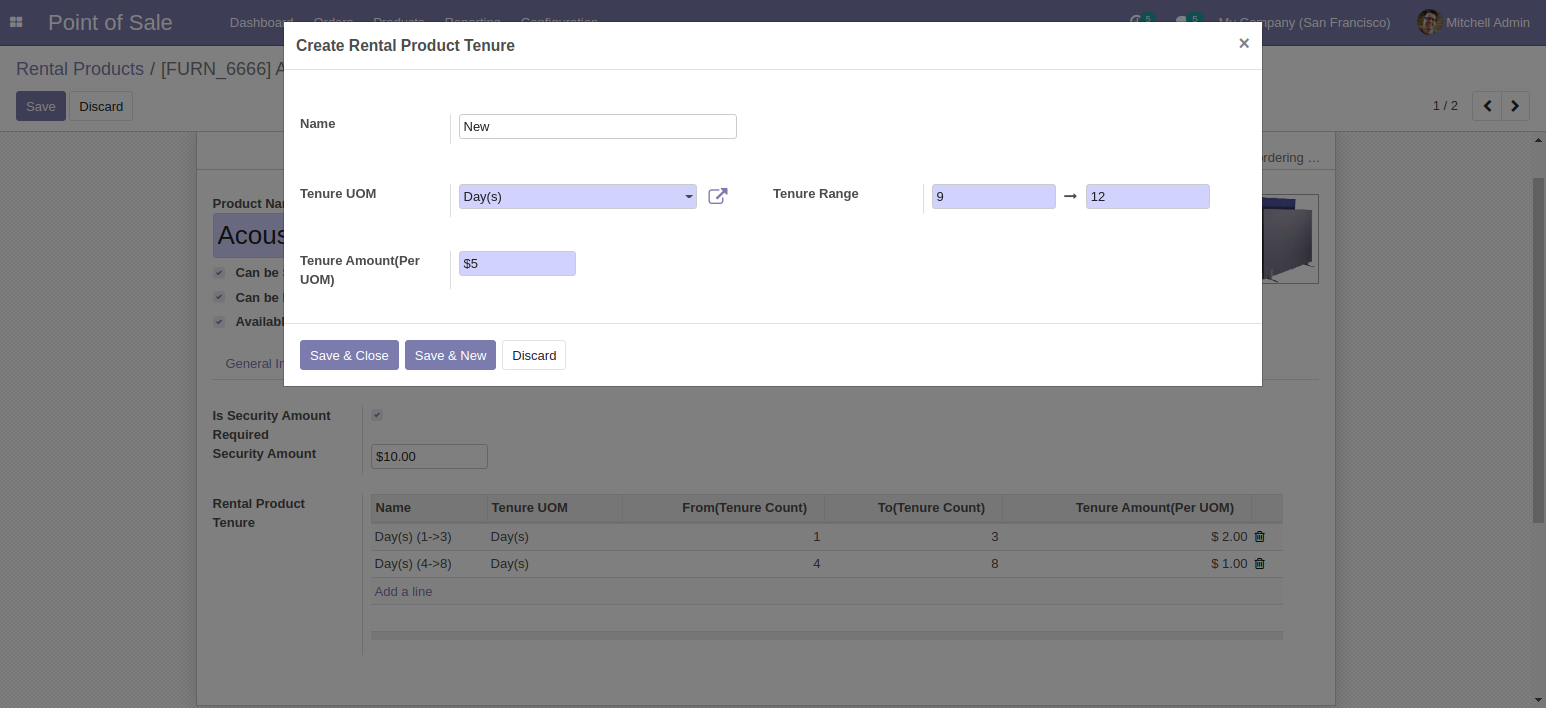 Point of Sale Dashboard Orders Products Reporting Configuration 5 5 My Company (San Francisco) Mitchell Admin
Create Rental Product Tenure ×
Rental Products / [FURN_6666] A
Save Discard 1 / 2
Name New
rdering ...
Tenure UOM Day(s) Tenure Range 9 → 12
Product Na
Acous
Tenure Amount(Per
UOM) $5
Can be
Can be
Availabl
Save & Close Save & New Discard
General In
Is Security Amount
Required
Security Amount $10.00
Rental Product
Tenure
Name Tenure UOM From(Tenure Count) To(Tenure Count) Tenure Amount(Per UOM)
Day(s) (1->3) Day(s) 1 3 $ 2.00
Day(s) (4->8) Day(s) 4 8 $ 1.00
Add a line